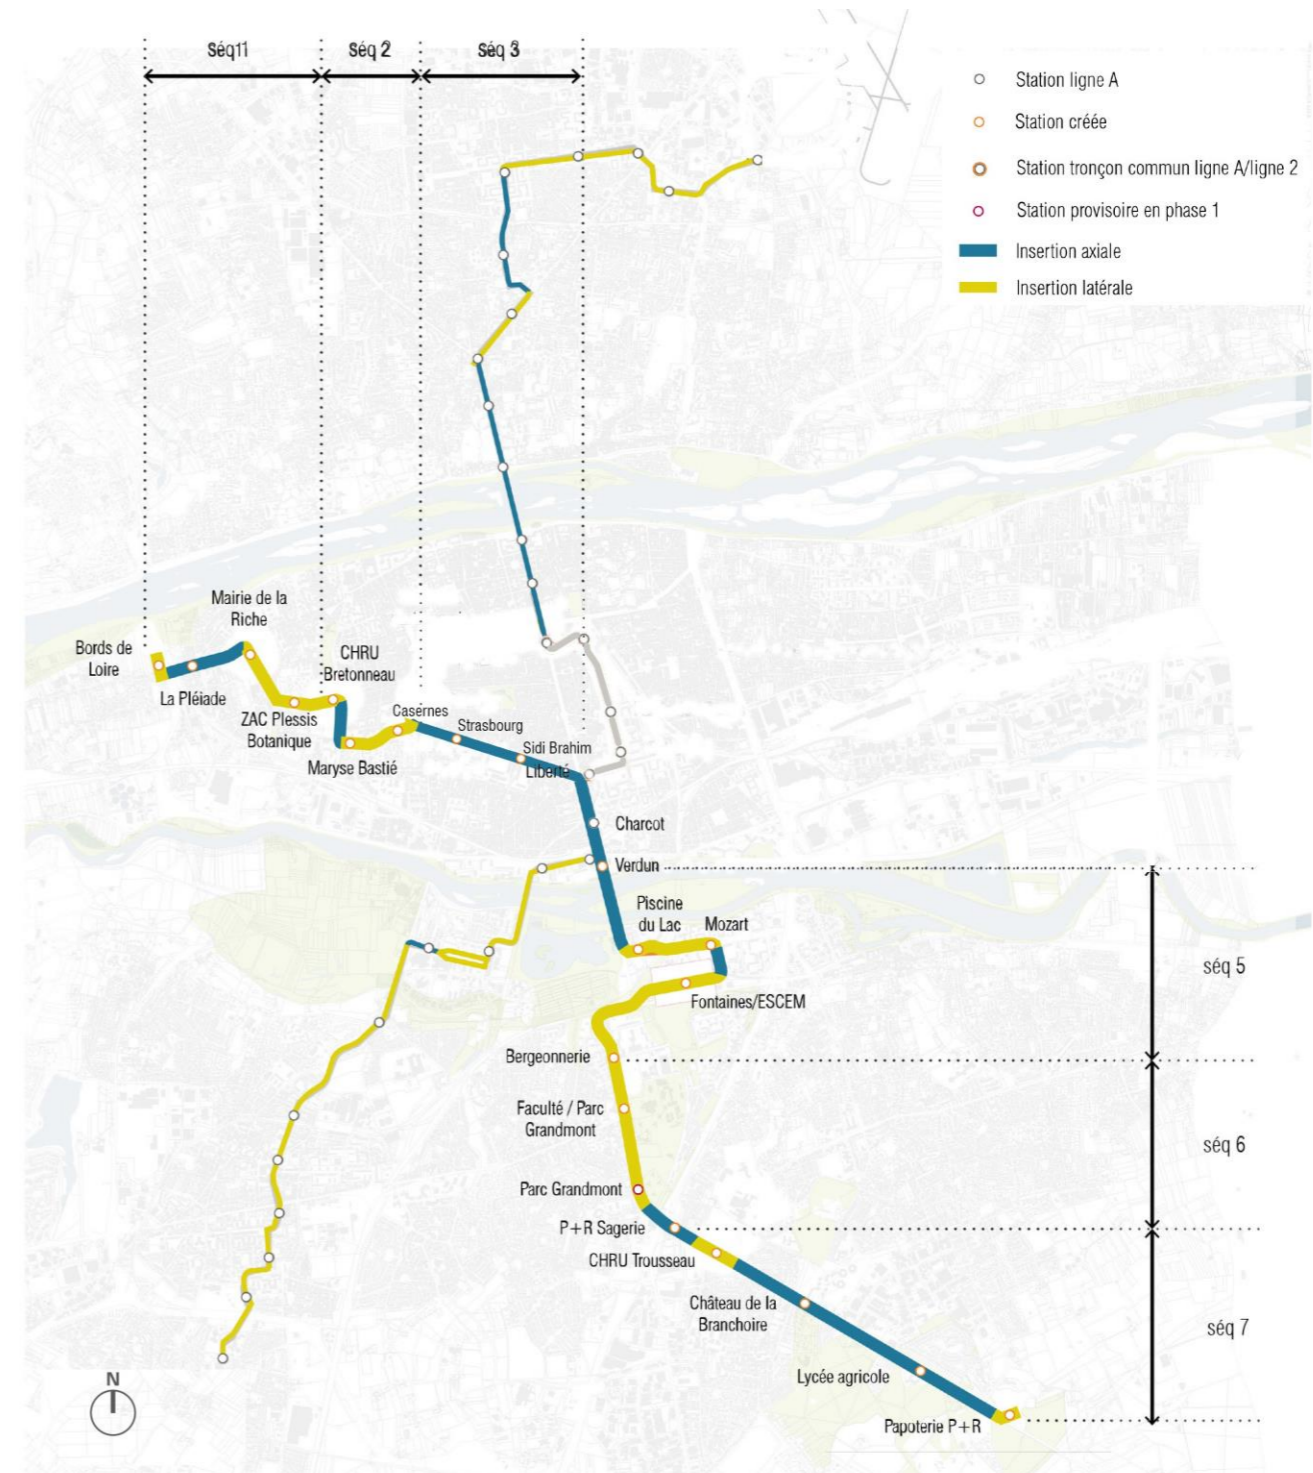 Séq11
Séq 2
Séq 3
Station ligne A
Station créée
Station tronçon commun ligne A/ligne 2
Station provisoire en phase 1
Insertion axiale
Insertion latérale
Mairie de la
Riche
Bords de
Loire
La Pléiade
CHRU
Bretonneau
ZAC Plessis
Botanique
Casernes
Maryse Bastié
Strasbourg
Sidi Brahim
Liberté
Charcot
Verdun
Piscine
du Lac
Mozart
Fontaines/ESCEM
séq 5
Bergeonnerie
Faculté / Parc
Grandmont
séq 6
Parc Grandmont
P+R Sagerie
CHRU Trousseau
Château de la
Branchoire
séq 7
Lycée agricole
Papoterie P+R
N